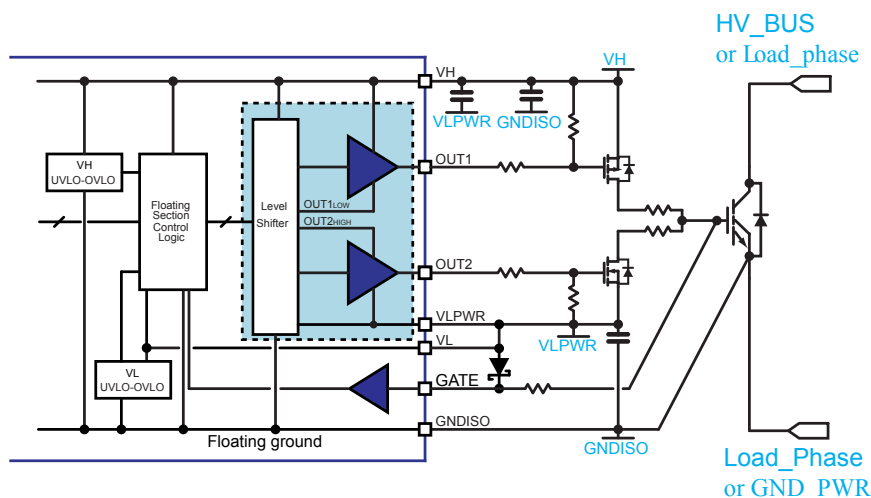 HV_BUS
or Load_phase
VH
VH
VLPWR
GNDISO
VH
UVLO-OVLO
Floating
Section
Control
Logic
Level
Shifter
OUT1LOW
OUT2HIGH
OUT1
OUT2
VLPWR
VL
VLPWR
VL
UVLO-OVLO
GATE
GNDISO
Floating ground
GNDISO
Load_Phase
or GND_PWR